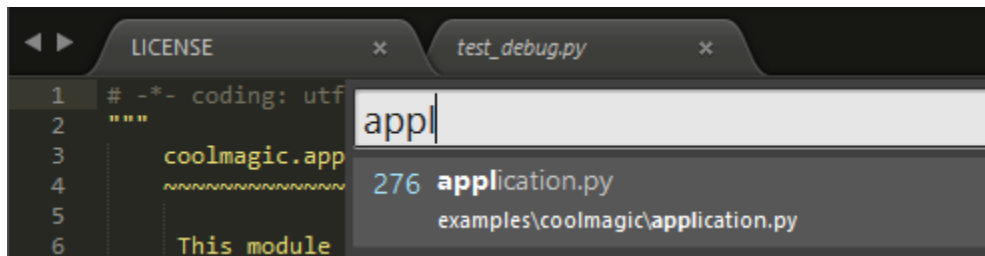 LICENSE × test_debug.py ×
1 # -*- coding: utf
2 """
3 coolmagic.app
4 ~~~~~~~~~~~~~~~
5
6 This module
appl
276 application.py
examples\coolmagic\application.py